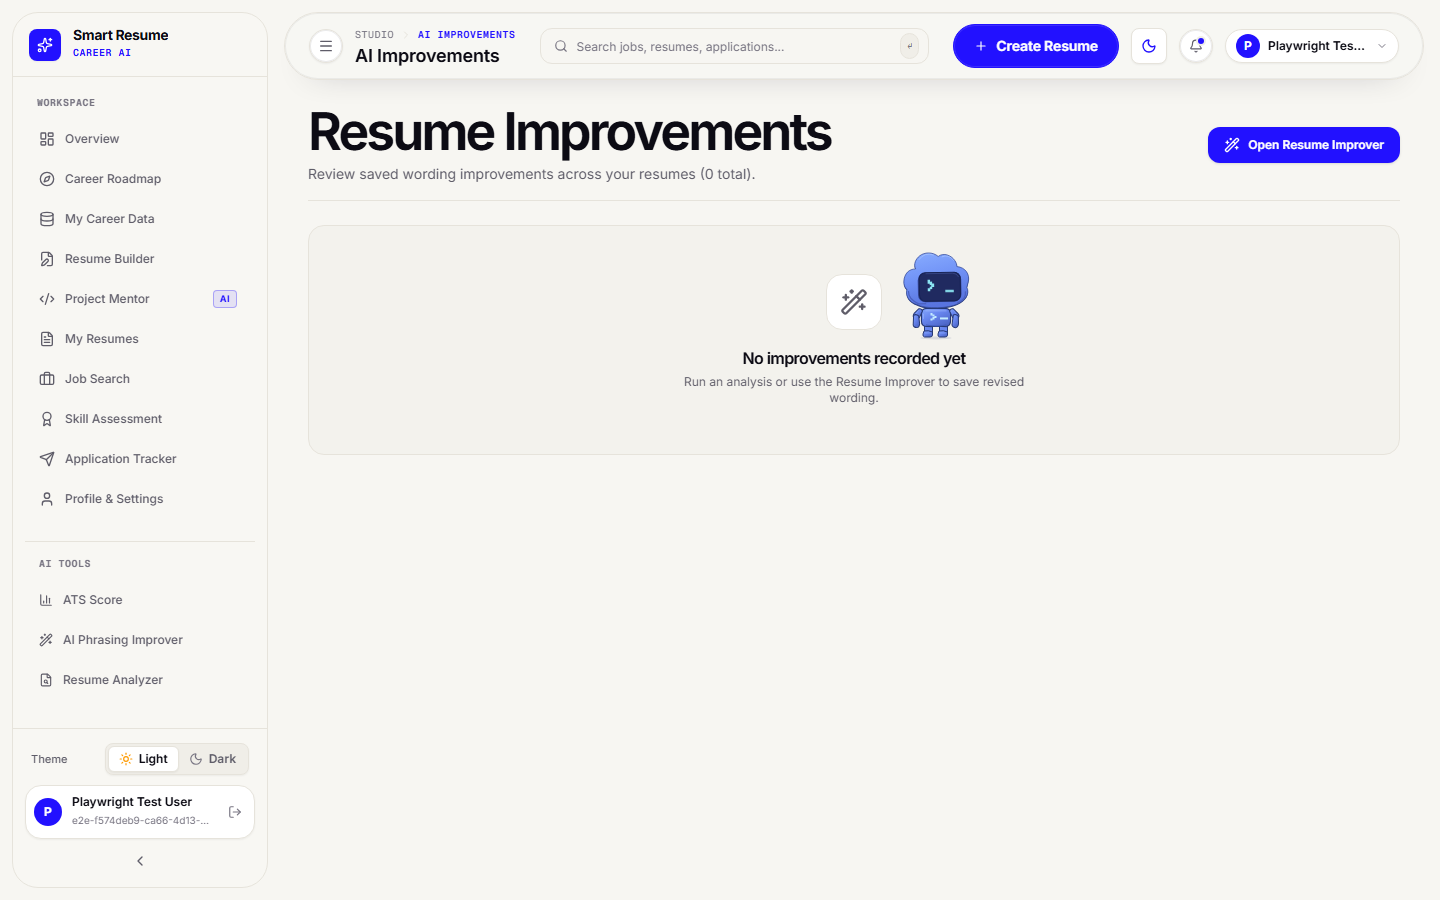 Smart Resume
CAREER AI
WORKSPACE
Overview
Career Roadmap
My Career Data
Resume Builder
Project Mentor
AI
My Resumes
Job Search
Skill Assessment
Application Tracker
Profile & Settings
AI TOOLS
ATS Score
AI Phrasing Improver
Resume Analyzer
Theme
Light
Dark
P
Playwright Test User
e2e-f574deb9-ca66-4d13-...
STUDIO
AI IMPROVEMENTS
AI Improvements
Search jobs, resumes, applications...
Create Resume
P
Playwright Tes...
Resume Improvements
Review saved wording improvements across your resumes (0 total).
Open Resume Improver
No improvements recorded yet
Run an analysis or use the Resume Improver to save revised
wording.